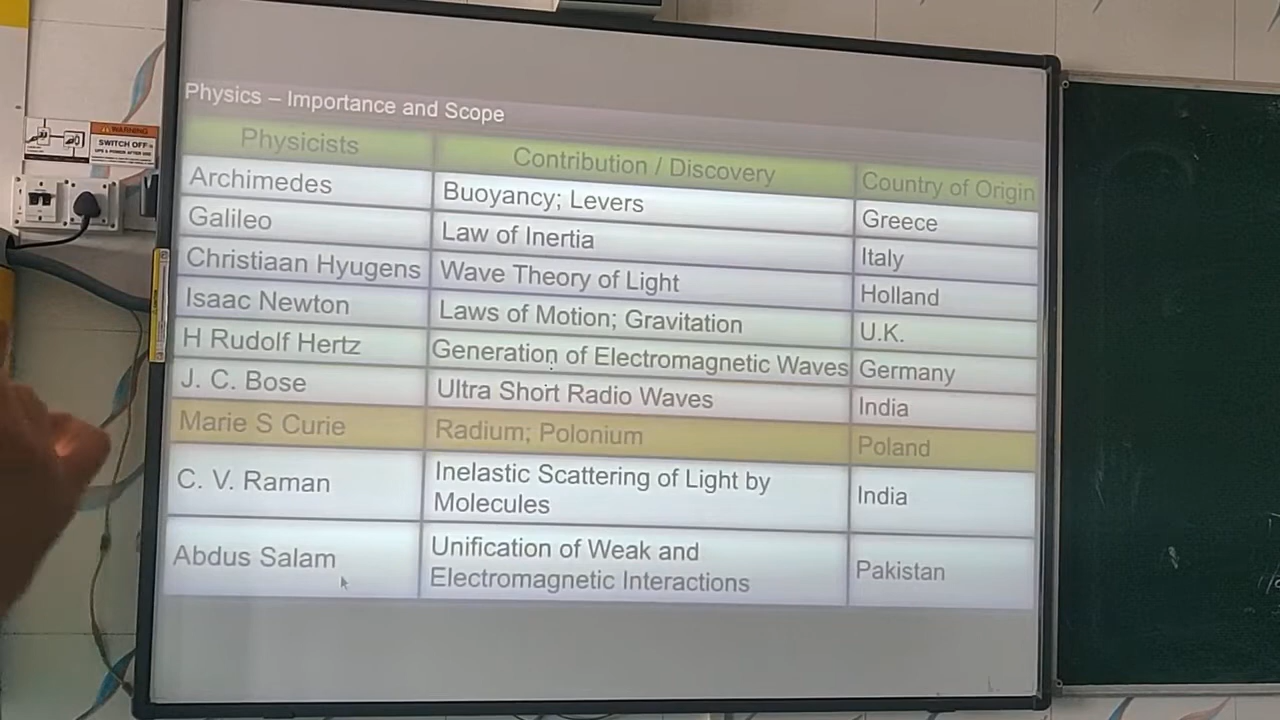 Physics – Importance and Scope
Physicists Contribution / Discovery Country of Origin
Archimedes Buoyancy; Levers Greece
Galileo Law of Inertia Italy
Christiaan Hyugens Wave Theory of Light Holland
Isaac Newton Laws of Motion; Gravitation U.K.
H Rudolf Hertz Generation of Electromagnetic Waves Germany
J. C. Bose Ultra Short Radio Waves India
Marie S Curie Radium; Polonium Poland
C. V. Raman Inelastic Scattering of Light by
Molecules India
Abdus Salam Unification of Weak and
Electromagnetic Interactions Pakistan
WARNING
SWITCH OFF